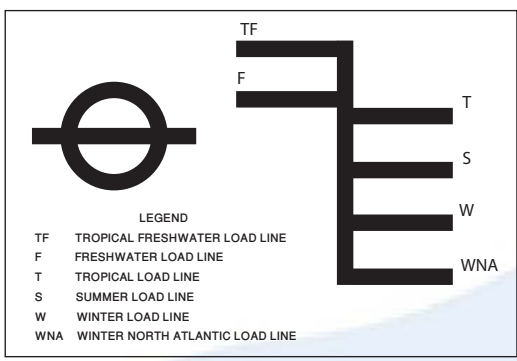 TF
F
T
S
W
WNA
LEGEND
TF TROPICAL FRESHWATER LOAD LINE
F FRESHWATER LOAD LINE
T TROPICAL LOAD LINE
S SUMMER LOAD LINE
W WINTER LOAD LINE
WNA WINTER NORTH ATLANTIC LOAD LINE